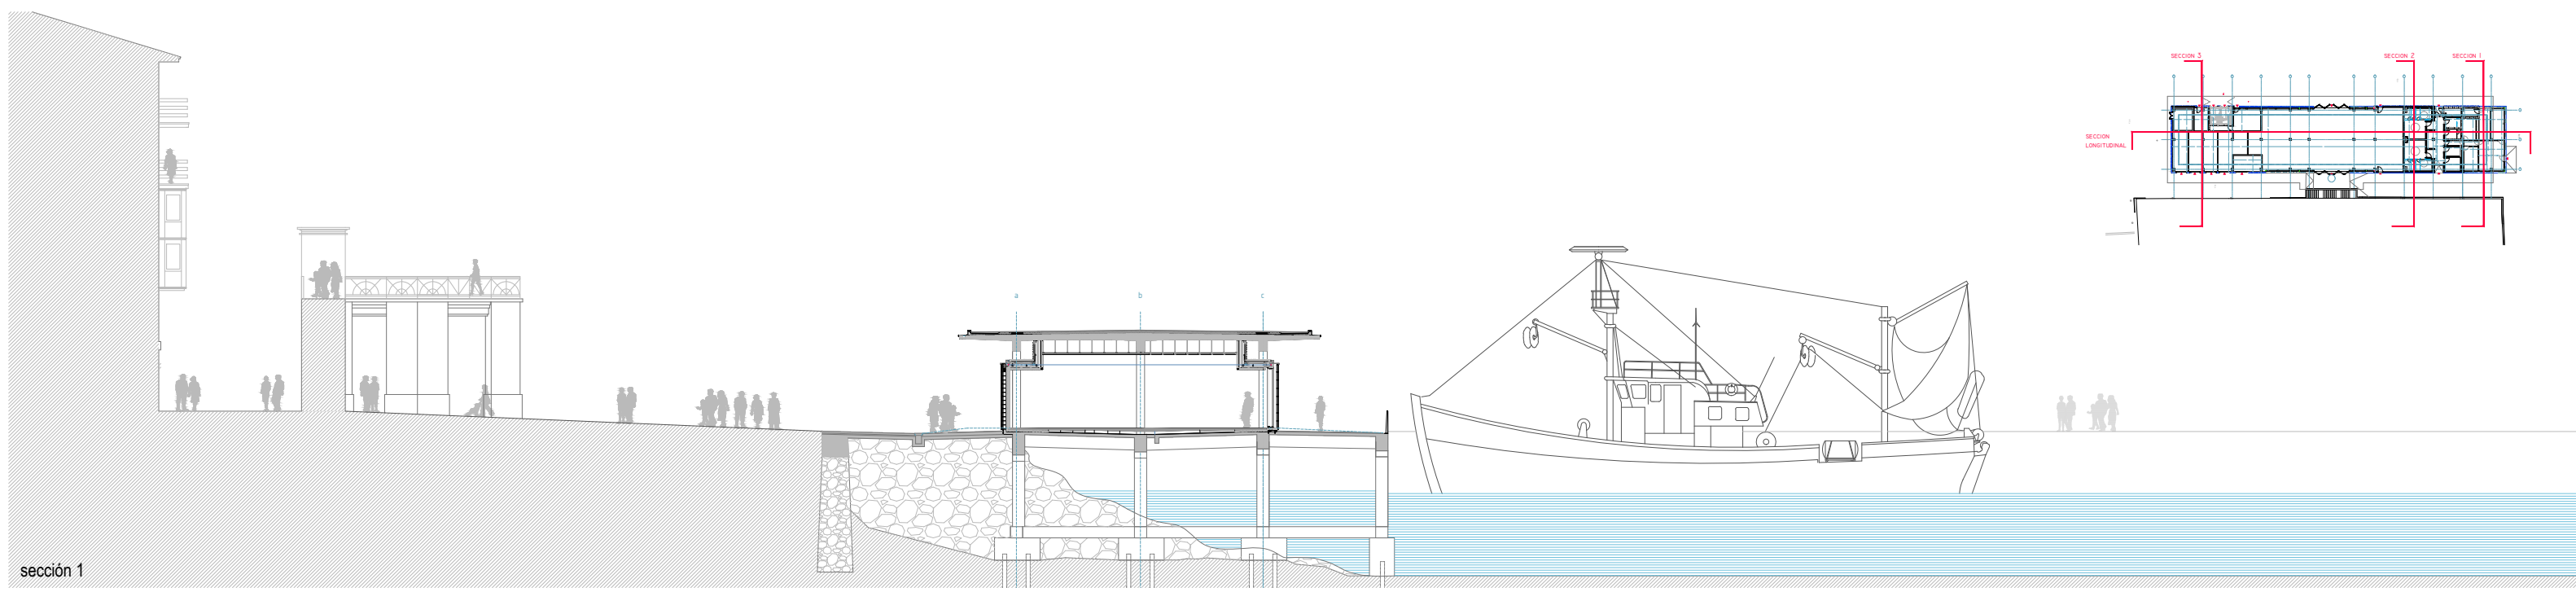 SECCION 3
SECCION 2
SECCION 1
SECCION
LONGITUDINAL
a
b
c
sección 1